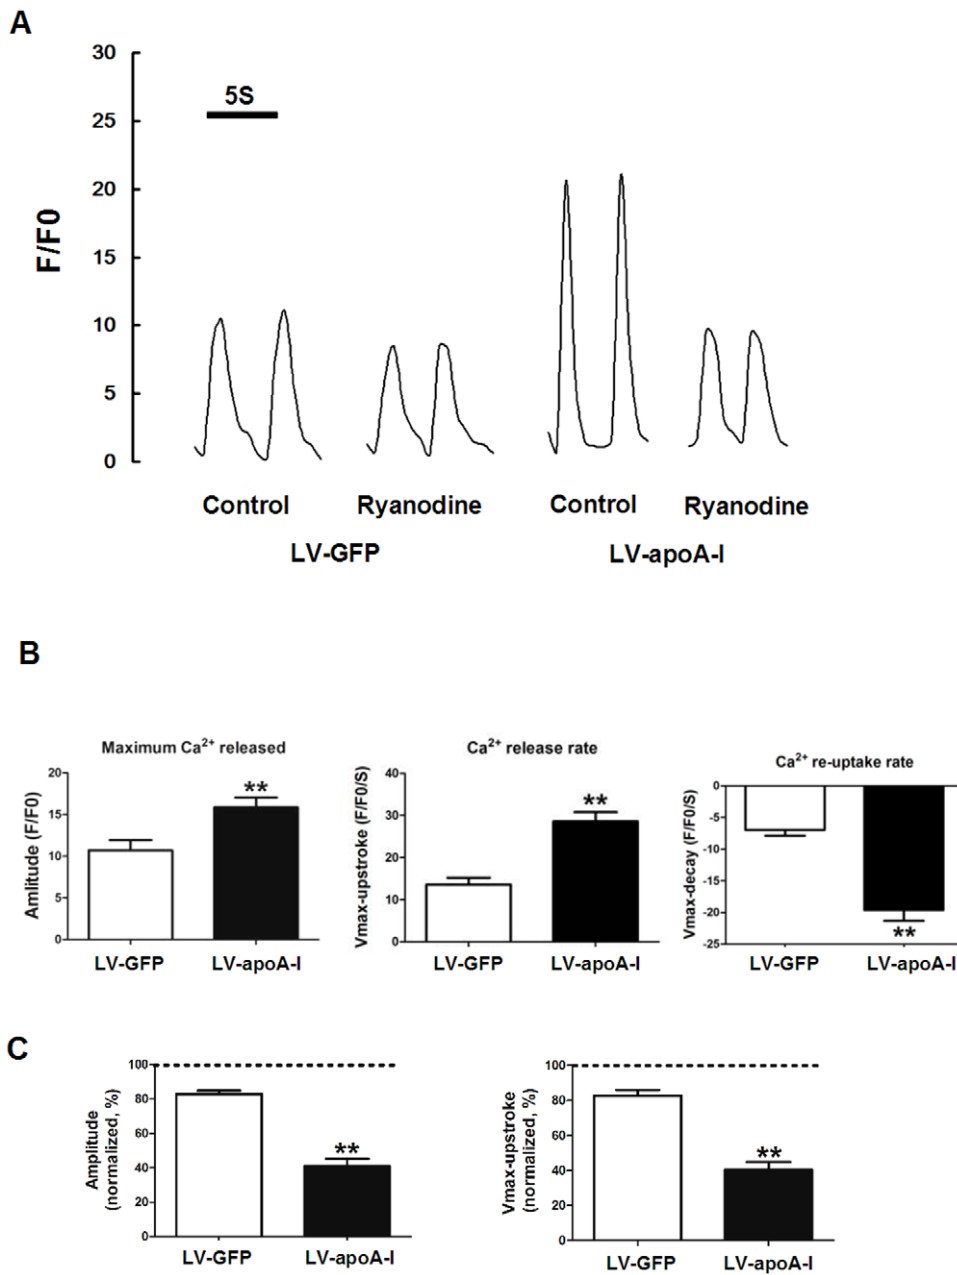 A
30
5S
25
20
15
10
5
0
F/F0
Control Ryanodine Control Ryanodine
LV-GFP LV-apoA-I
B
Maximum Ca²⁺ released
Amlitude (F/F0)
20
15
10
5
0
**
LV-GFP LV-apoA-I
Ca²⁺ release rate
Vmax-upstroke (F/F0/S)
40
30
20
10
0
**
LV-GFP LV-apoA-I
Ca²⁺ re-uptake rate
Vmax-decay (F/F0/S)
0
-5
-10
-15
-20
-25
**
LV-GFP LV-apoA-I
C
Amplitude
(normalized, %)
100
80
60
40
20
0
**
LV-GFP LV-apoA-I
Vmax-upstroke
(normalized, %)
100
80
60
40
20
0
**
LV-GFP LV-apoA-I